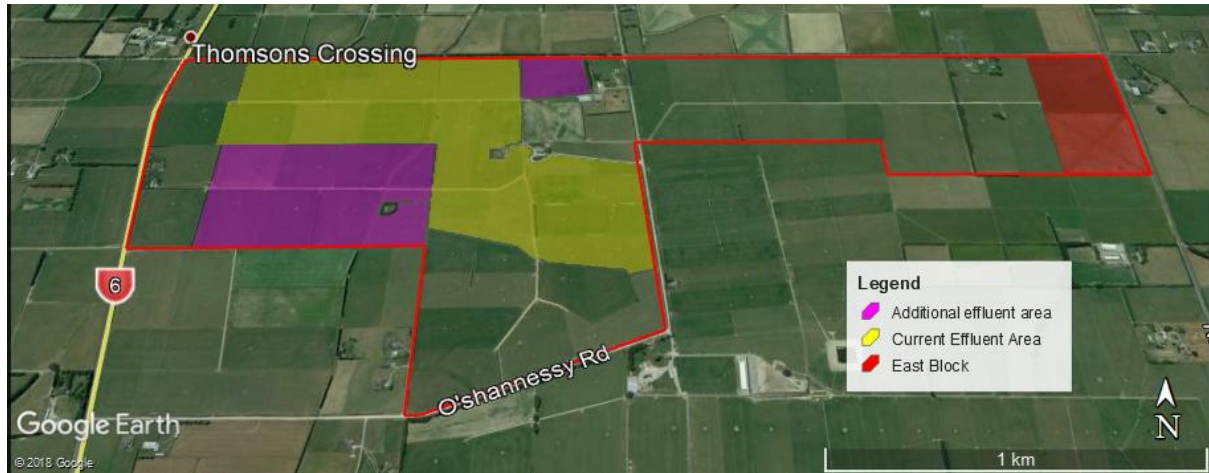 Thomsons Crossing
6
O'shannessy Rd
Legend
Additional effluent area
Current Effluent Area
East Block
N
Google Earth
© 2018 Google
1 km